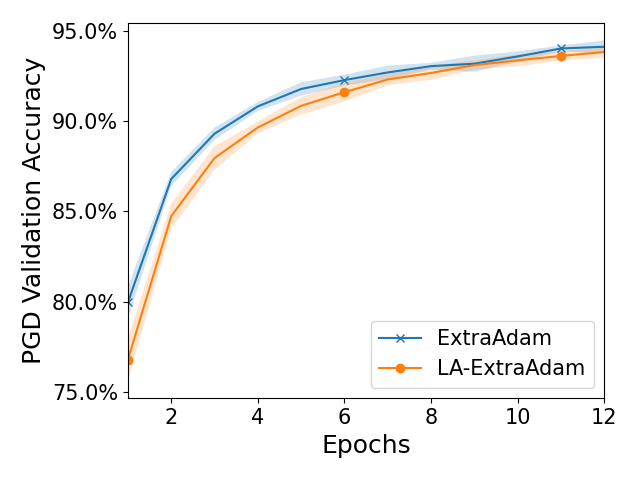 PGD Validation Accuracy
95.0%
90.0%
85.0%
80.0%
75.0%
ExtraAdam
LA-ExtraAdam
2 4 6 8 10 12
Epochs